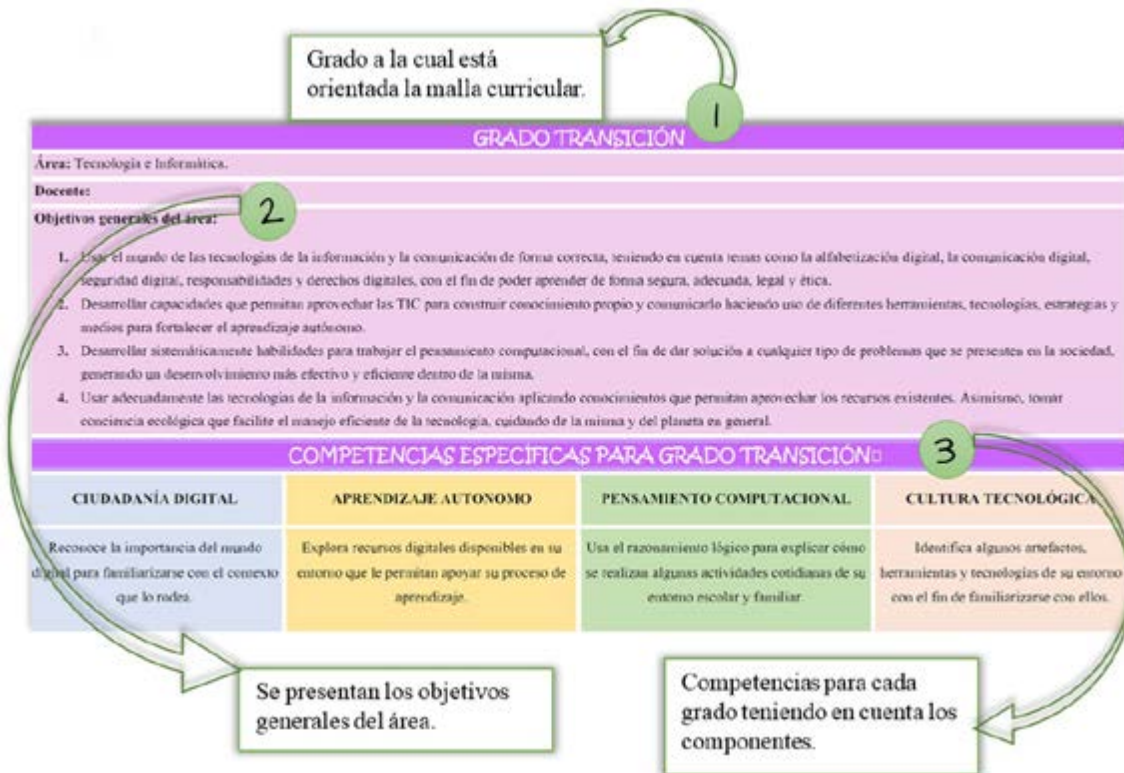 Grado a la cual está
orientada la malla curricular.
1
GRADO TRANSICIÓN
Área: Tecnología e Informática.
Docente:
2
Objetivos generales del área:
1. Usar el mundo de las tecnologías de la información y la comunicación de forma correcta, teniendo en cuenta temas como la alfabetización digital, la comunicación digital,
seguridad digital, responsabilidades y derechos digitales, con el fin de poder aprender de forma segura, adecuada, legal y ética.
2. Desarrollar capacidades que permitan aprovechar las TIC para construir conocimiento propio y comunicarlo haciendo uso de diferentes herramientas, tecnologías, estrategias y
medios para fortalecer el aprendizaje autónomo.
3. Desarrollar sistemáticamente habilidades para trabajar el pensamiento computacional, con el fin de dar solución a cualquier tipo de problemas que se presenten en la sociedad,
generando un desenvolvimiento más efectivo y eficiente dentro de la misma.
4. Usar adecuadamente las tecnologías de la información y la comunicación aplicando conocimientos que permitan aprovechar los recursos existentes. Asimismo, tomar
conciencia ecológica que facilite el manejo eficiente de la tecnología, cuidando de la misma y del planeta en general.
COMPETENCIAS ESPECÍFICAS PARA GRADO TRANSICIÓN
3
CIUDADANÍA DIGITAL
Reconoce la importancia del mundo
digital para familiarizarse con el contexto
que lo rodea.
APRENDIZAJE AUTONOMO
Explora recursos digitales disponibles en su
entorno que le permitan apoyar su proceso de
aprendizaje.
PENSAMIENTO COMPUTACIONAL
Usa el razonamiento lógico para explicar cómo
se realizan algunas actividades cotidianas de su
entorno escolar y familiar.
CULTURA TECNOLÓGICA
Identifica algunos artefactos,
herramientas y tecnologías de su entorno
con el fin de familiarizarse con ellos.
Se presentan los objetivos
generales del área.
Competencias para cada
grado teniendo en cuenta los
componentes.